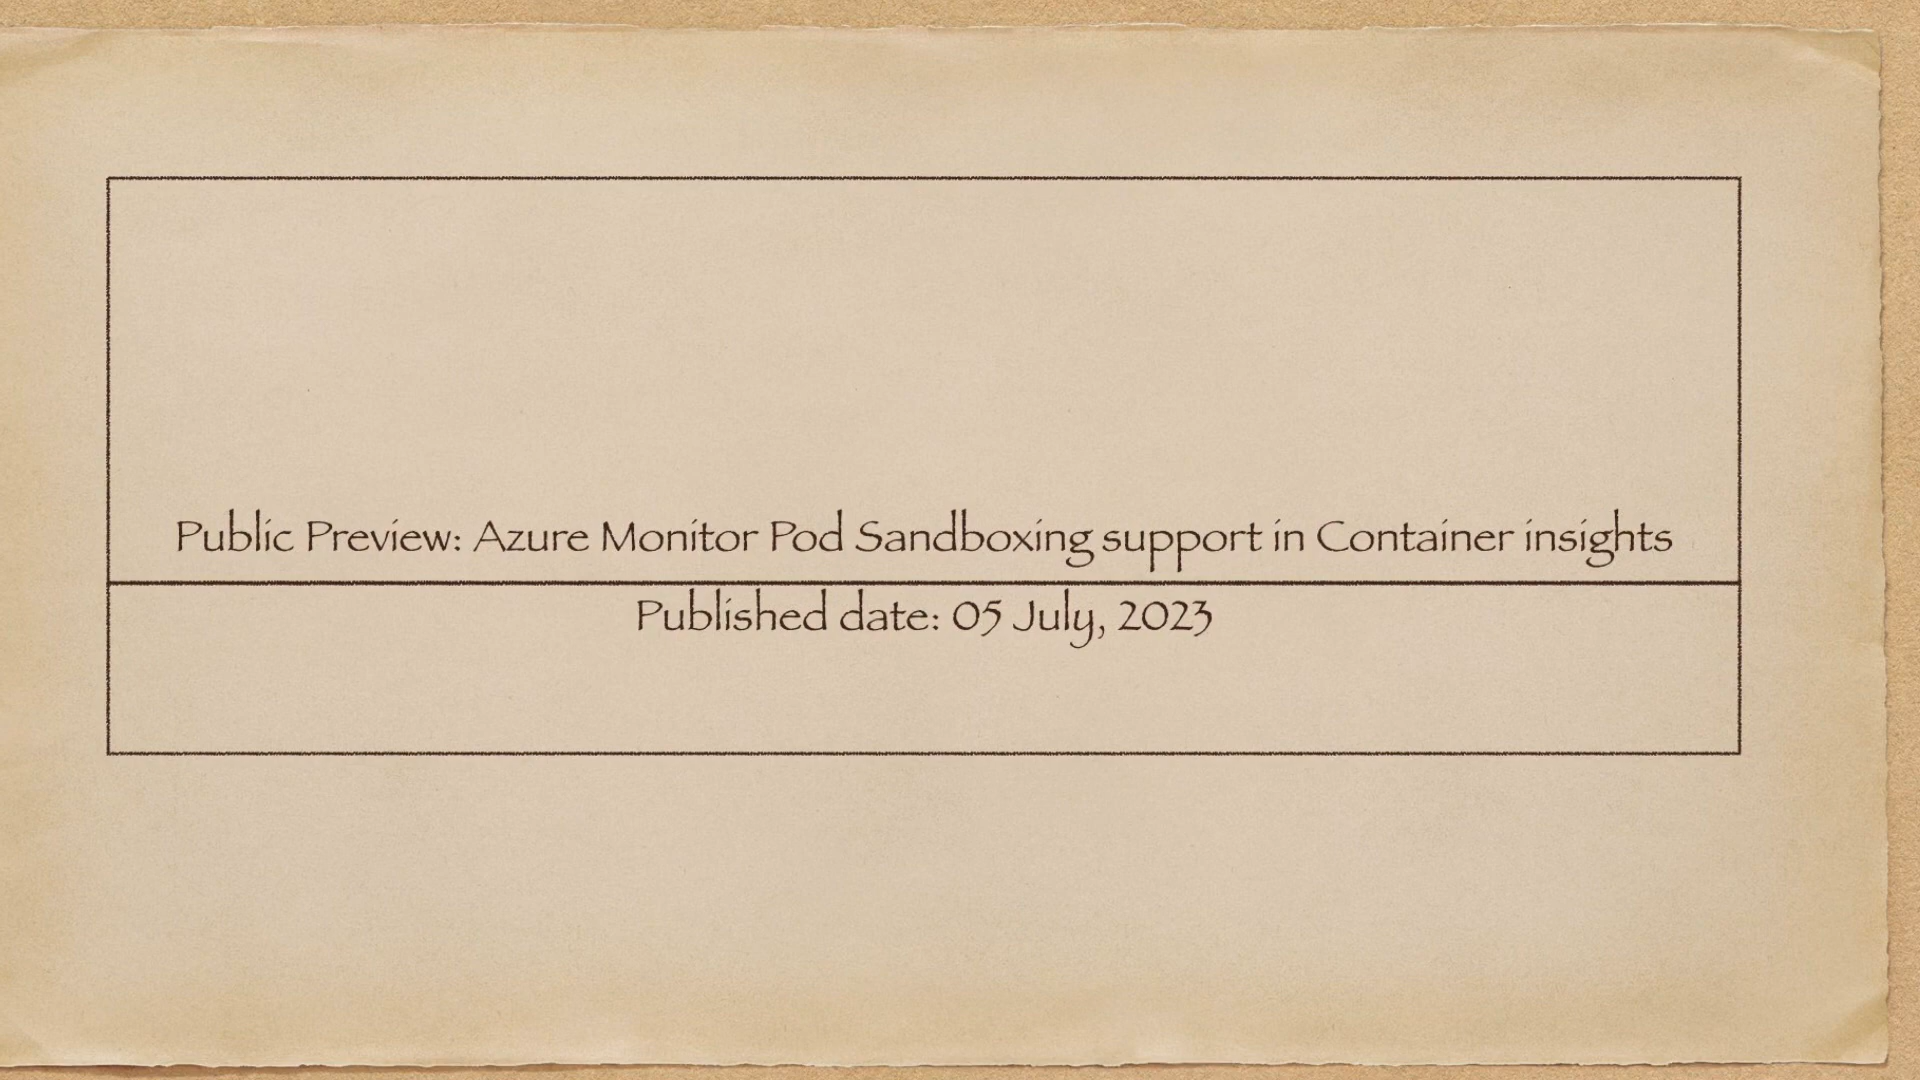 Public Preview: Azure Monitor Pod Sandboxing support in Container insights
Published date: 05 July, 2023